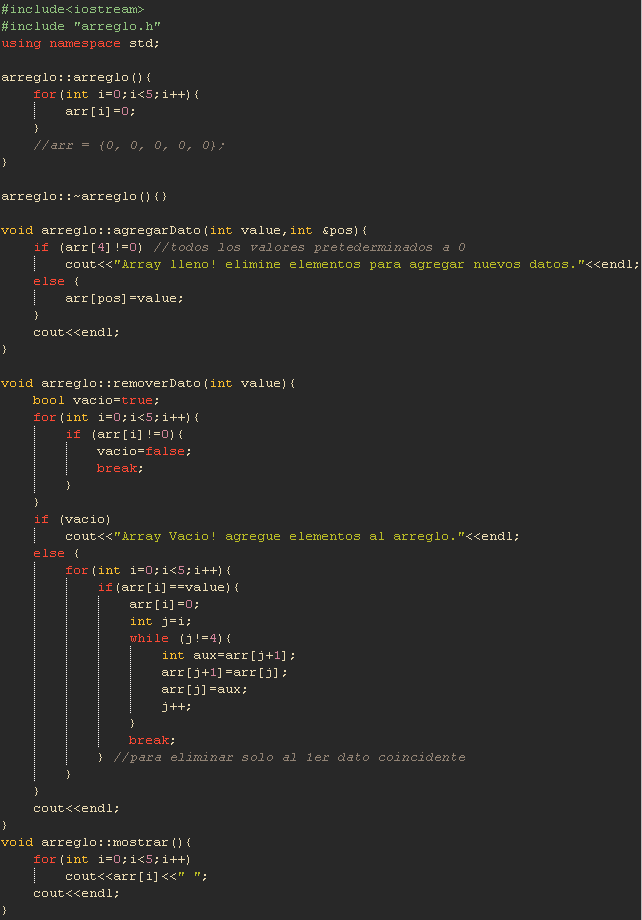 #include<iostream>
#include "arreglo.h"
using namespace std;

arreglo::arreglo(){
    for(int i=0;i<5;i++){
        arr[i]=0;
    }
    //arr = {0, 0, 0, 0, 0};
}

arreglo::~arreglo(){}

void arreglo::agregarDato(int value,int &pos){
    if (arr[4]!=0) //todos los valores pretederminados a 0
        cout<<"Array lleno! elimine elementos para agregar nuevos datos."<<endl;
    else {
        arr[pos]=value;
    }
    cout<<endl;
}

void arreglo::removerDato(int value){
    bool vacio=true;
    for(int i=0;i<5;i++){
        if (arr[i]!=0){
            vacio=false;
            break;
        }
    }
    if (vacio)
        cout<<"Array Vacio! agregue elementos al arreglo."<<endl;
    else {
        for(int i=0;i<5;i++){
            if(arr[i]==value){
                arr[i]=0;
                int j=i;
                while (j!=4){
                    int aux=arr[j+1];
                    arr[j+1]=arr[j];
                    arr[j]=aux;
                    j++;
                }
                break;
            } //para eliminar solo al 1er dato coincidente
        }
    }
    cout<<endl;
}
void arreglo::mostrar(){
    for(int i=0;i<5;i++)
        cout<<arr[i]<<" ";
    cout<<endl;
}